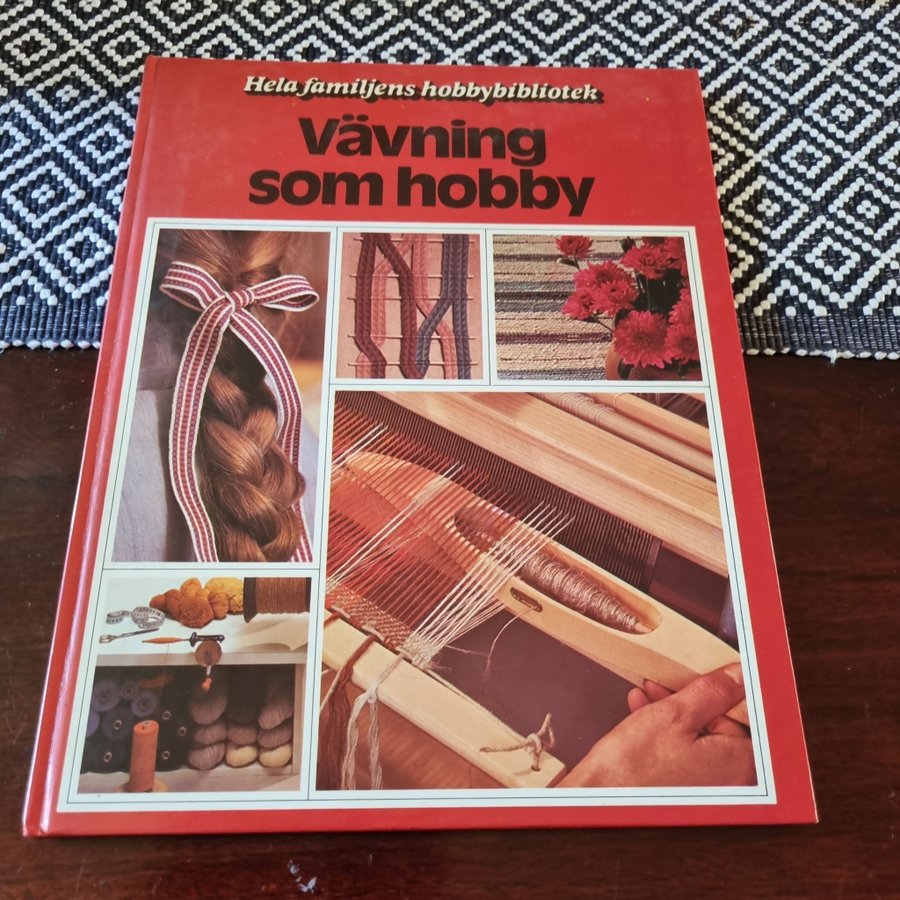 Hela familjens hobbybibliotek
Vävning
som hobby